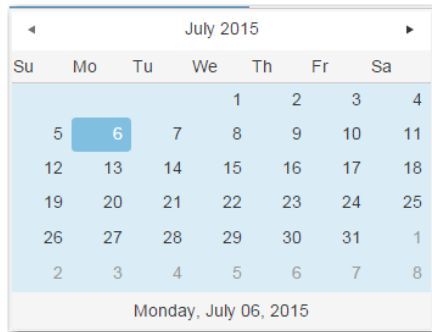 ◄ July 2015 ►
Su Mo Tu We Th Fr Sa
1 2 3 4
5 6 7 8 9 10 11
12 13 14 15 16 17 18
19 20 21 22 23 24 25
26 27 28 29 30 31 1
2 3 4 5 6 7 8
Monday, July 06, 2015